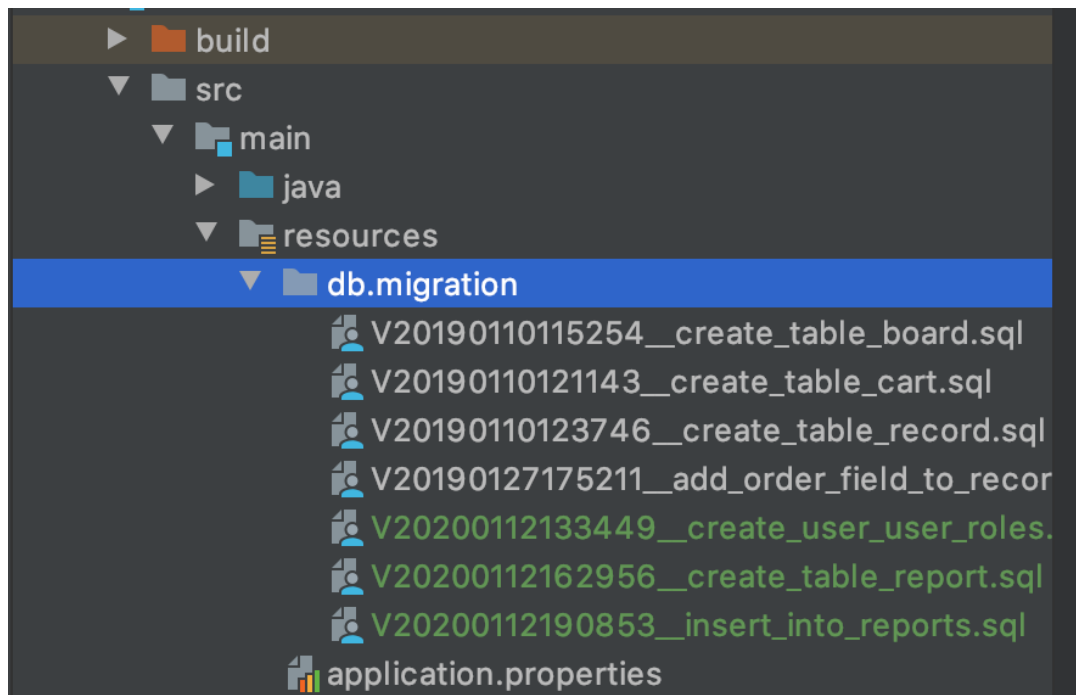 build
src
main
java
resources
db.migration
V20190110115254__create_table_board.sql
V20190110121143__create_table_cart.sql
V20190110123746__create_table_record.sql
V20190127175211__add_order_field_to_recor
V20200112133449__create_user_user_roles.
V20200112162956__create_table_report.sql
V20200112190853__insert_into_reports.sql
application.properties